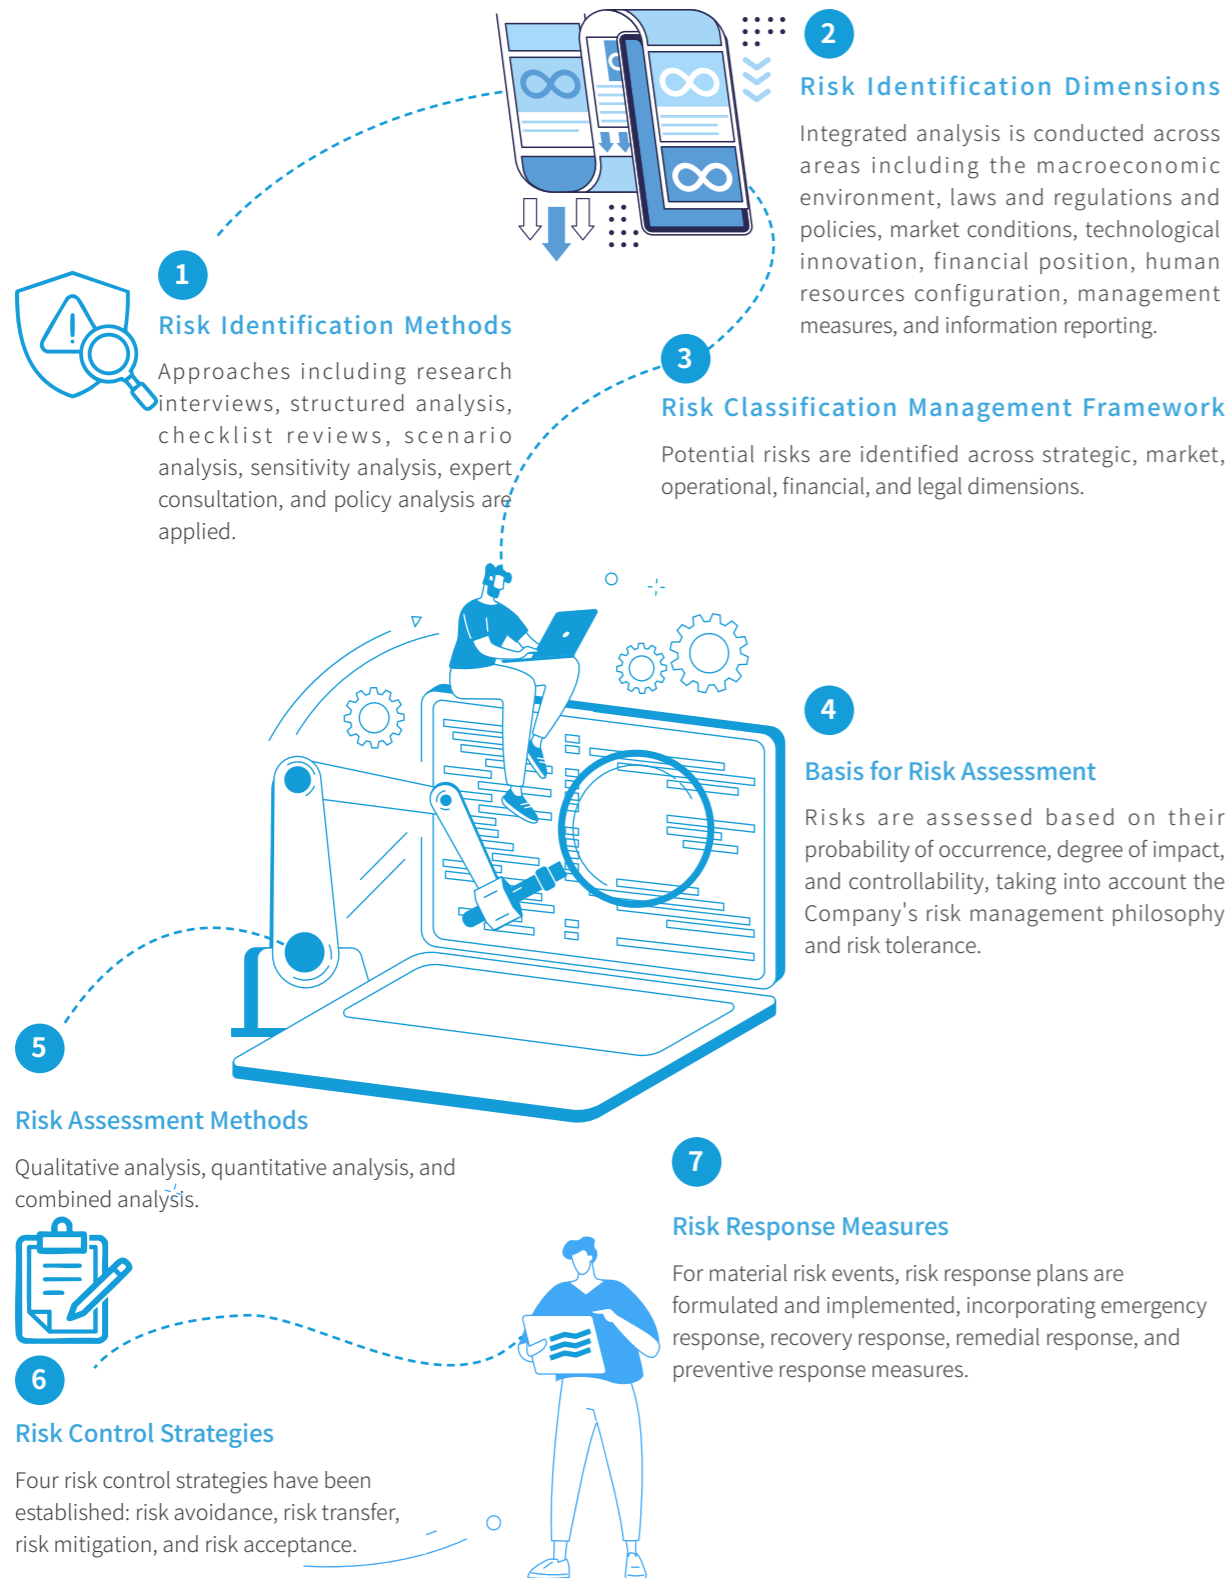 1
Risk Identification Methods
Approaches including research
interviews, structured analysis,
checklist reviews, scenario
analysis, sensitivity analysis, expert
consultation, and policy analysis are
applied.
2
Risk Identification Dimensions
Integrated analysis is conducted across
areas including the macroeconomic
environment, laws and regulations and
policies, market conditions, technological
innovation, financial position, human
resources configuration, management
measures, and information reporting.
3
Risk Classification Management Framework
Potential risks are identified across strategic, market,
operational, financial, and legal dimensions.
4
Basis for Risk Assessment
Risks are assessed based on their
probability of occurrence, degree of impact,
and controllability, taking into account the
Company's risk management philosophy
and risk tolerance.
5
Risk Assessment Methods
Qualitative analysis, quantitative analysis, and
combined analysis.
6
Risk Control Strategies
Four risk control strategies have been
established: risk avoidance, risk transfer,
risk mitigation, and risk acceptance.
7
Risk Response Measures
For material risk events, risk response plans are
formulated and implemented, incorporating emergency
response, recovery response, remedial response, and
preventive response measures.